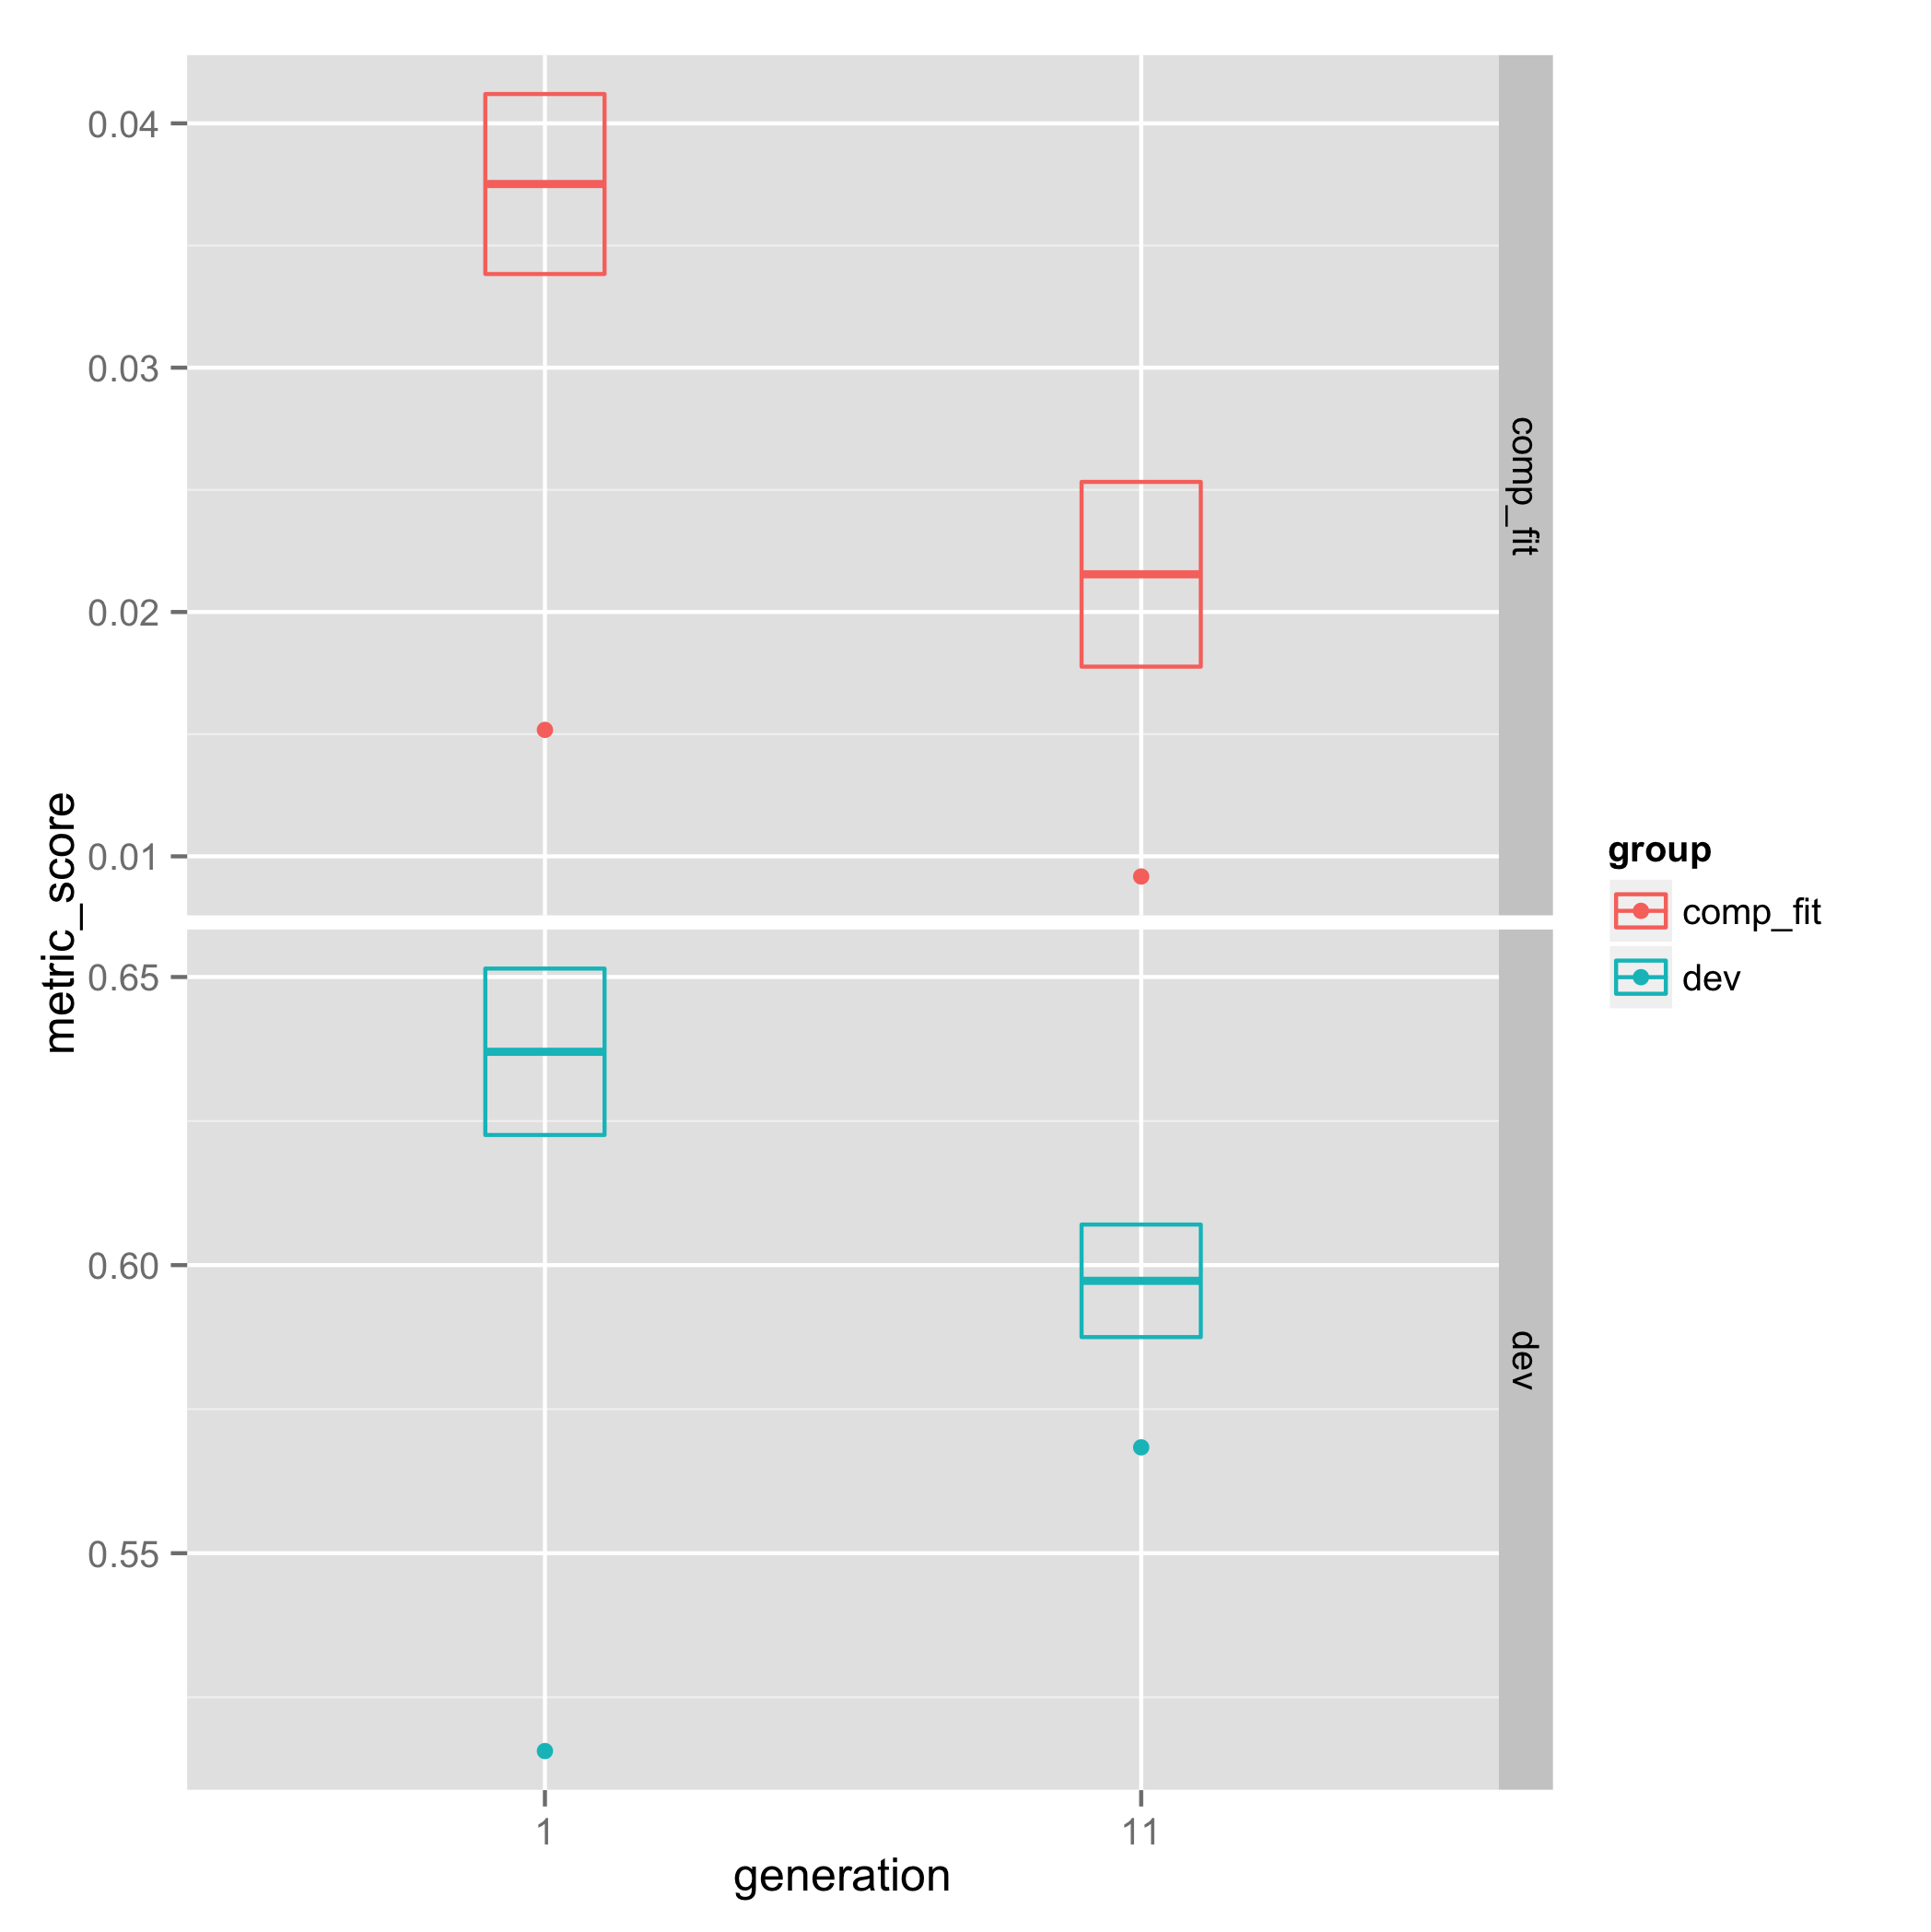 metric_score
0.04
0.03
0.02
0.01
comp_fit
0.65
0.60
0.55
dev
1
11
generation
group
comp_fit
dev